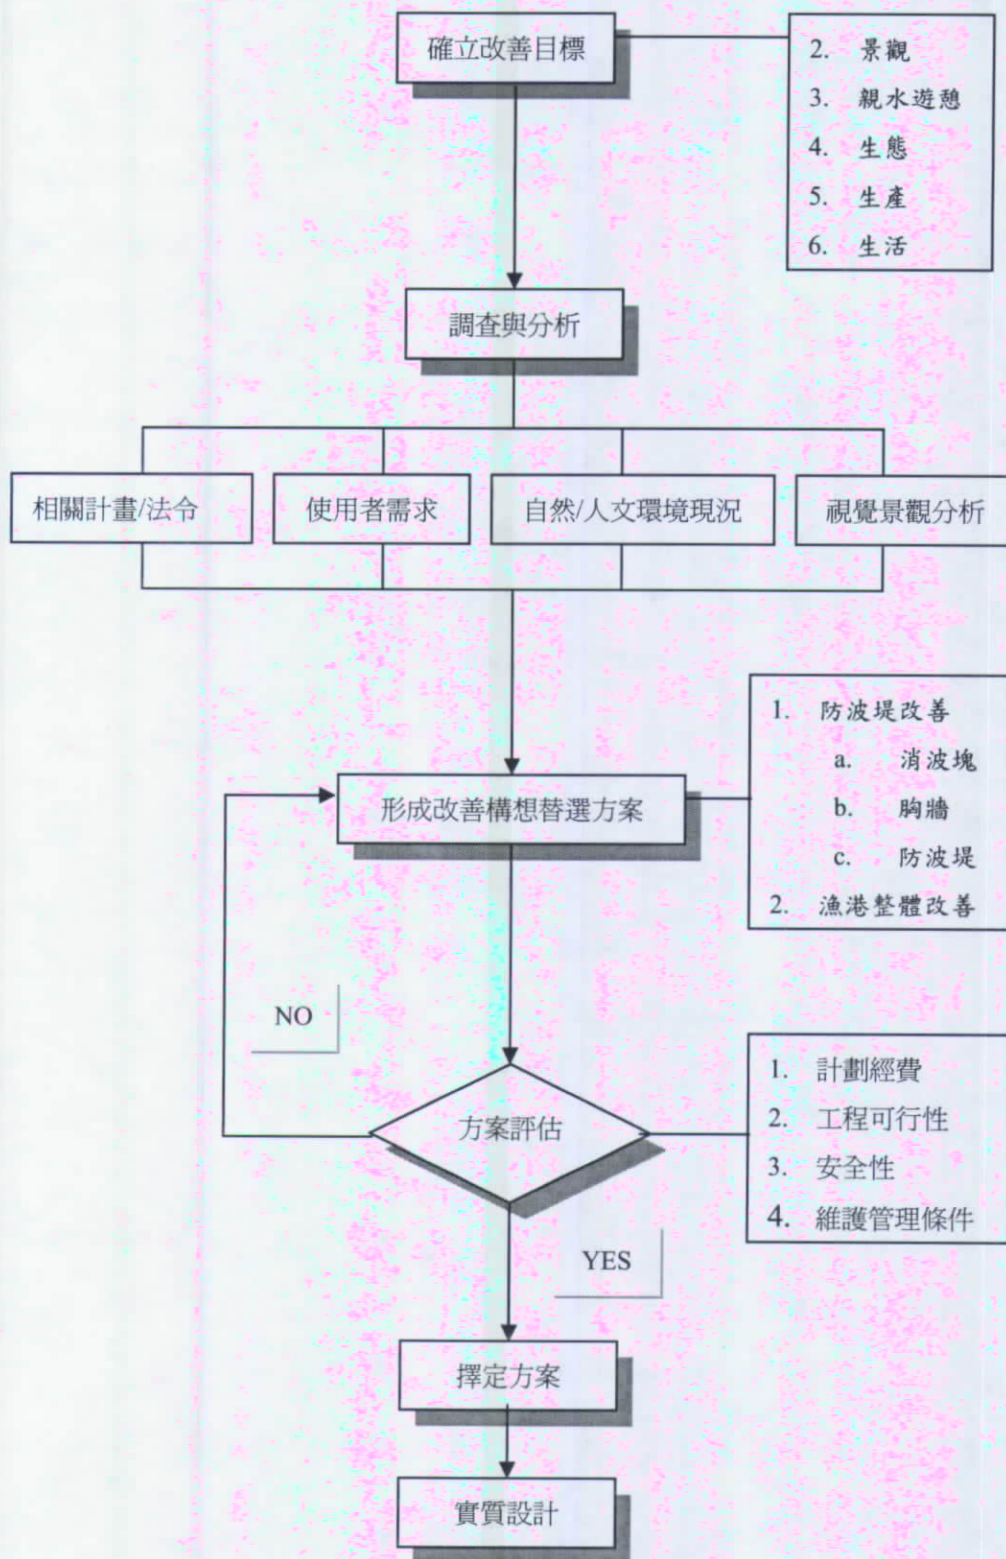 確立改善目標
2. 景觀
3. 親水遊憩
4. 生態
5. 生產
6. 生活
調查與分析
相關計畫/法令
使用者需求
自然/人文環境現況
視覺景觀分析
形成改善構想替選方案
1. 防波堤改善
a. 消波塊
b. 胸牆
c. 防波堤
2. 漁港整體改善
NO
方案評估
1. 計劃經費
2. 工程可行性
3. 安全性
4. 維護管理條件
YES
擇定方案
實質設計